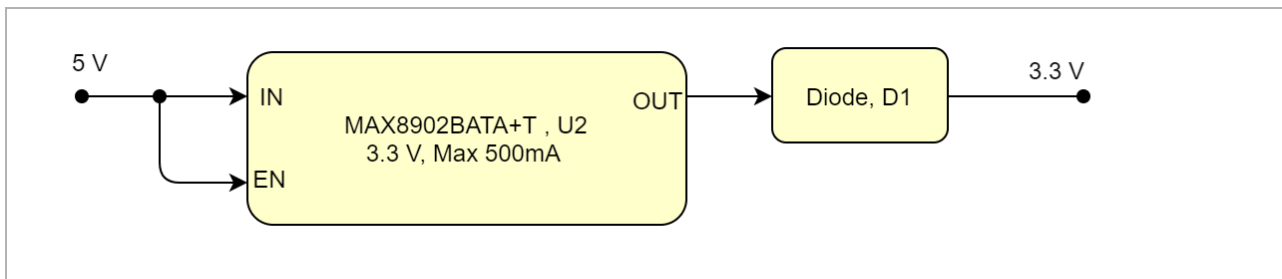 5 V
3.3 V
IN
OUT
Diode, D1
MAX8902BATA+T , U2
3.3 V, Max 500mA
EN